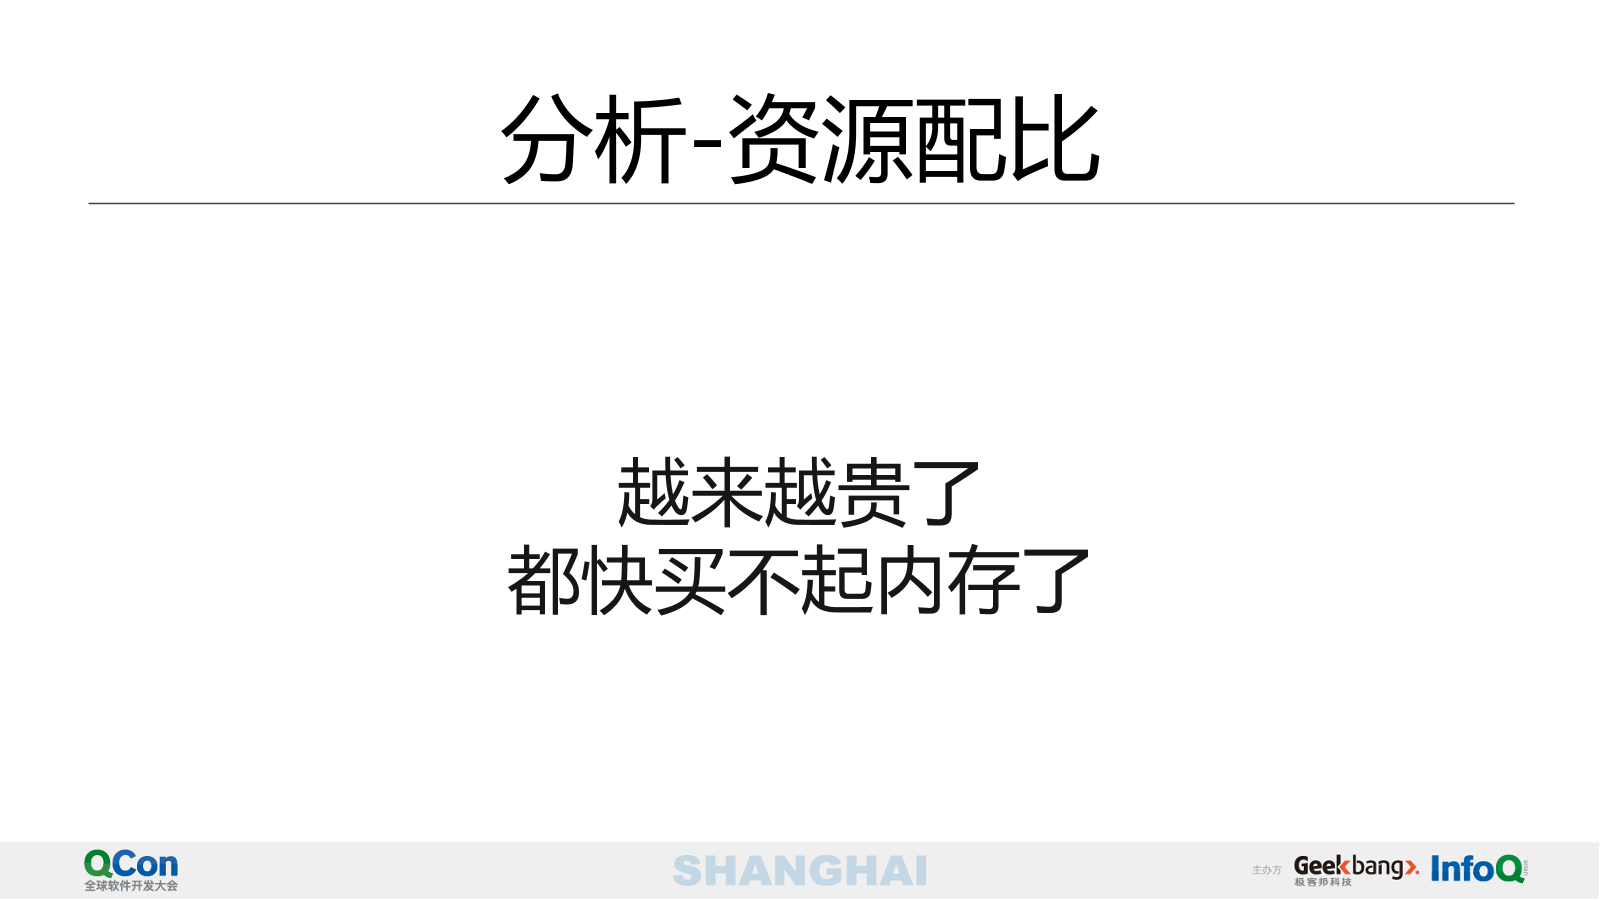 分析-资源配比
越来越贵了
都快买不起内存了
QCon
全球软件开发大会
SHANGHAI
主办方
Geekbang>.
极客邦科技
InfoQ